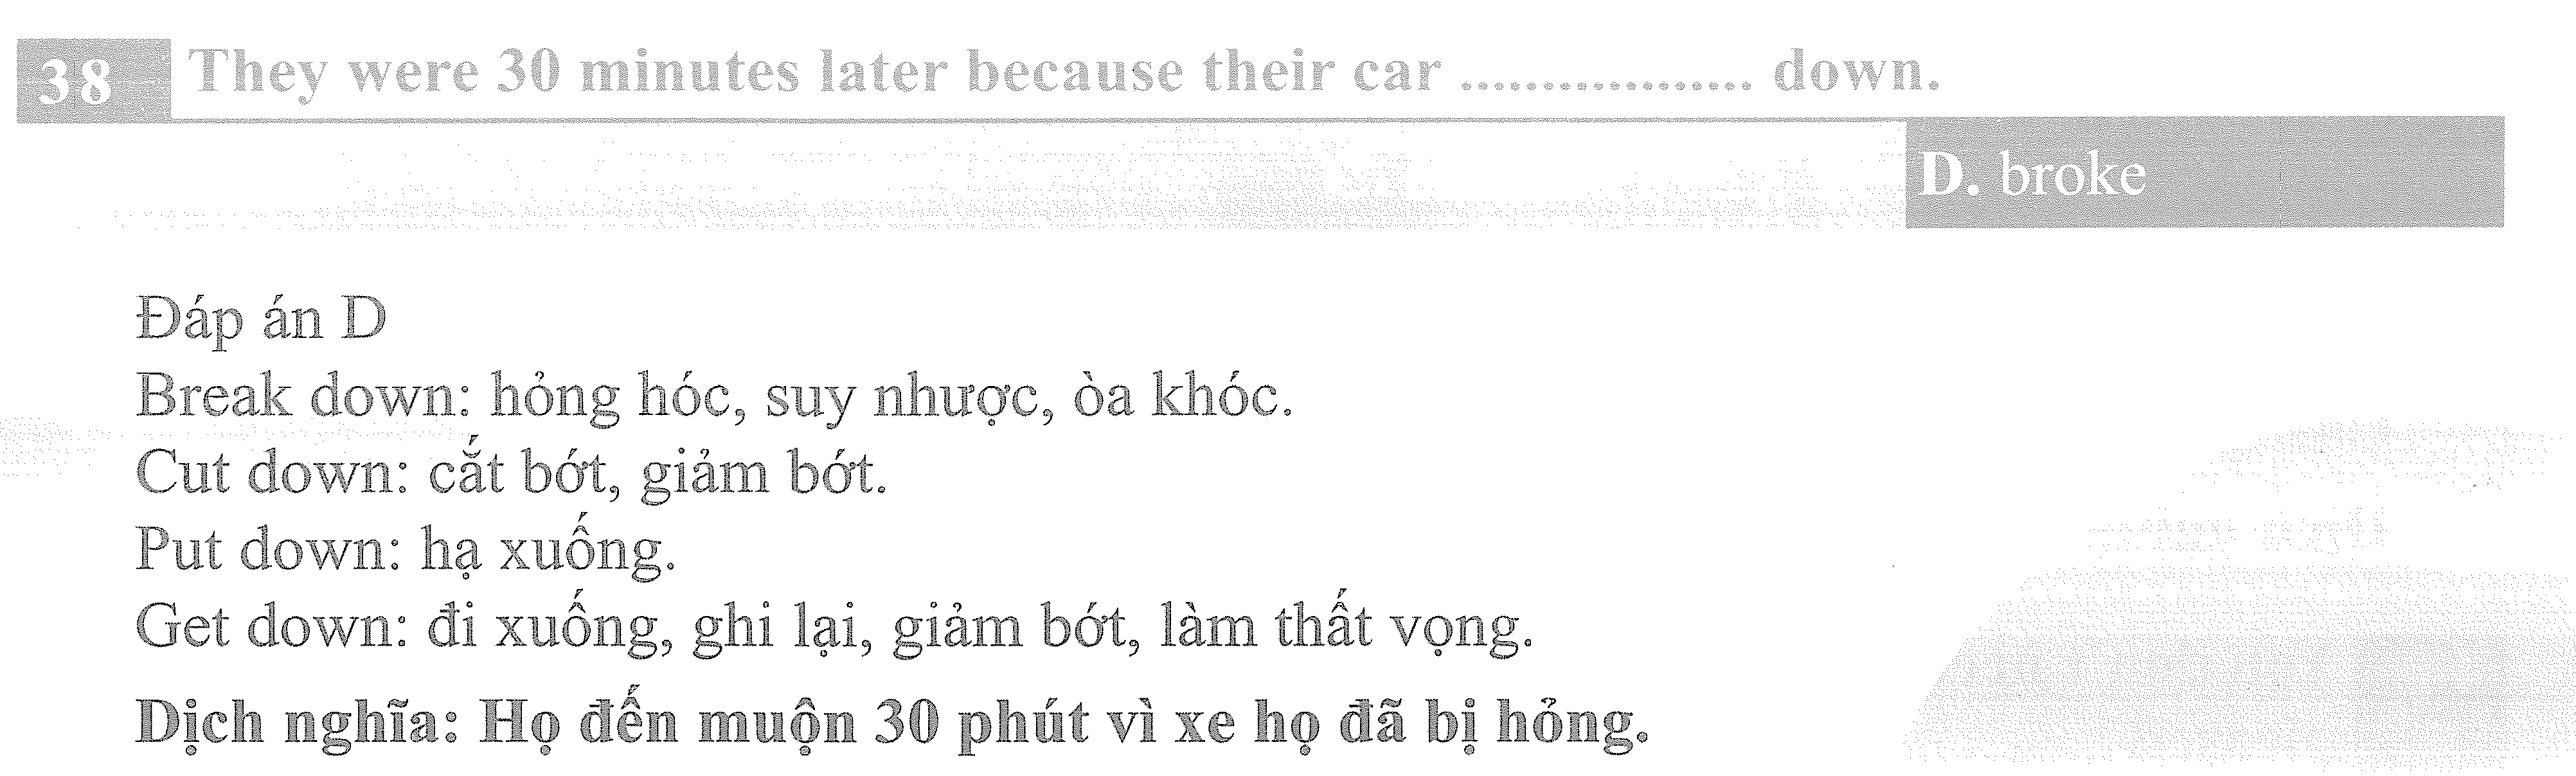 38 They were 30 minutes later because their car ................. down.
D. broke
Đáp án D
Break down: hỏng hóc, suy nhược, òa khóc.
Cut down: cắt bớt, giảm bớt.
Put down: hạ xuống.
Get down: đi xuống, ghi lại, giảm bớt, làm thất vọng.
Dịch nghĩa: Họ đến muộn 30 phút vì xe họ đã bị hỏng.